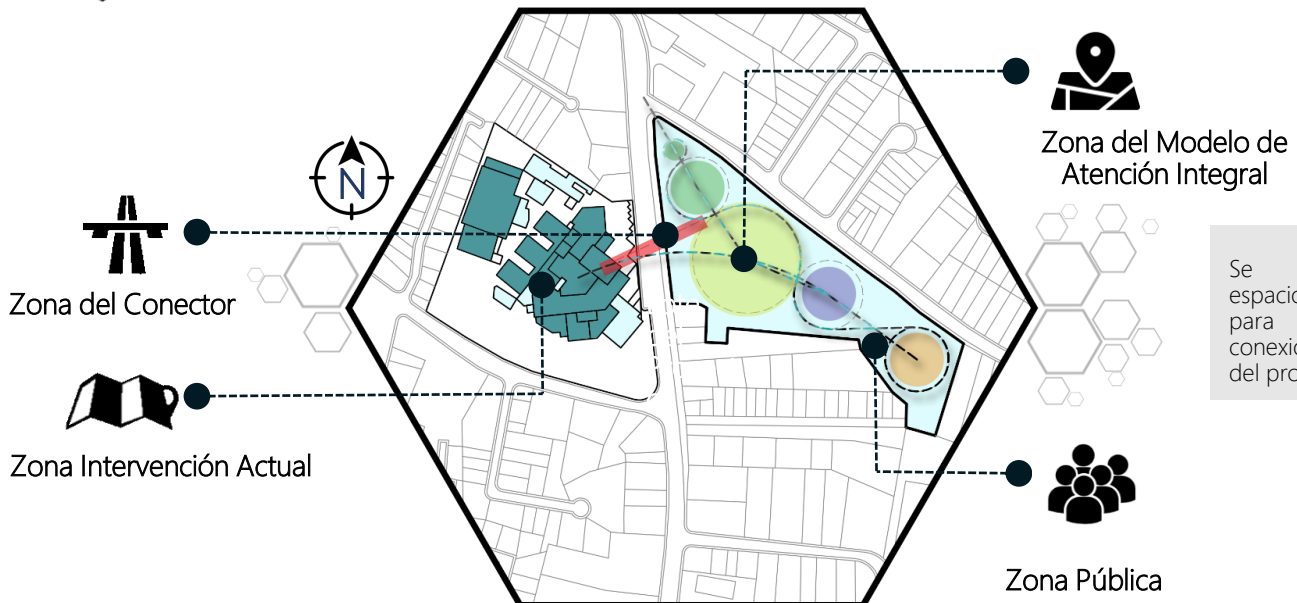 N
Zona del Modelo de
Atención Integral
Zona del Conector
Se
para
Zona Intervención Actual
Zona Pública